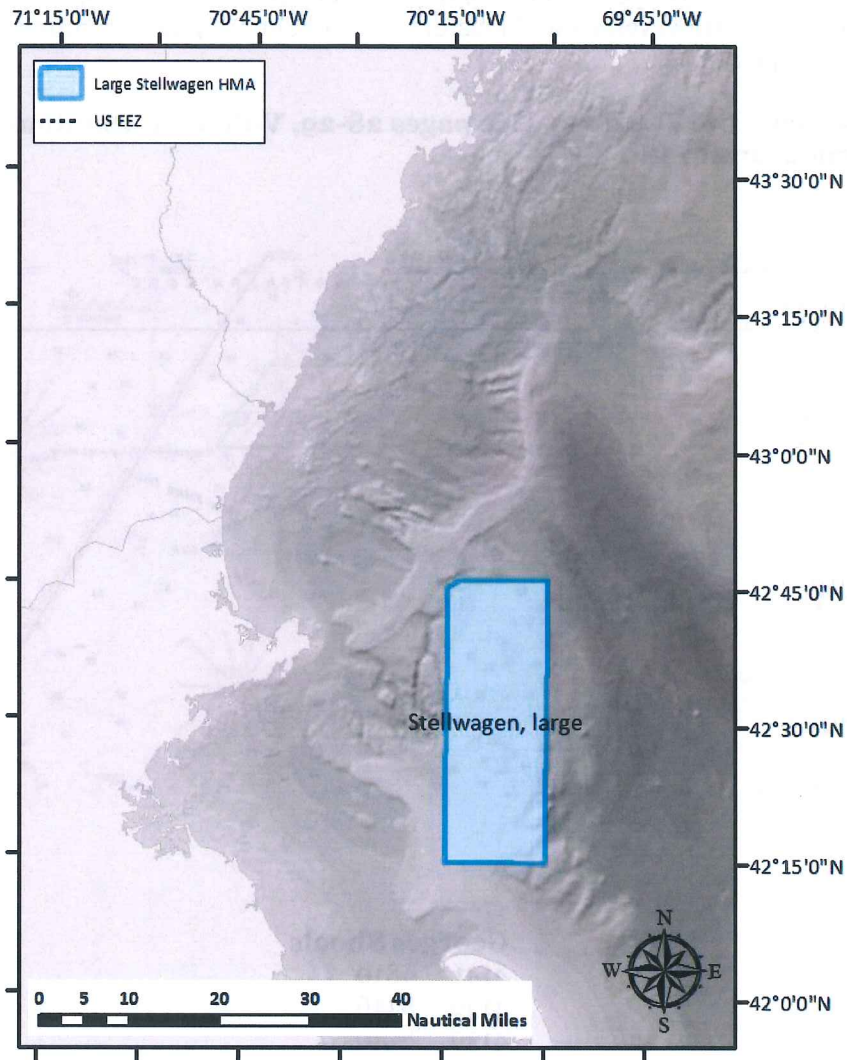 71°15'0"W 70°45'0"W 70°15'0"W 69°45'0"W
Large Stellwagen HMA
US EEZ
43°30'0"N
43°15'0"N
43°0'0"N
42°45'0"N
Stellwagen, large
42°30'0"N
42°15'0"N
N
W E
S
42°0'0"N
0 5 10 20 30 40
Nautical Miles